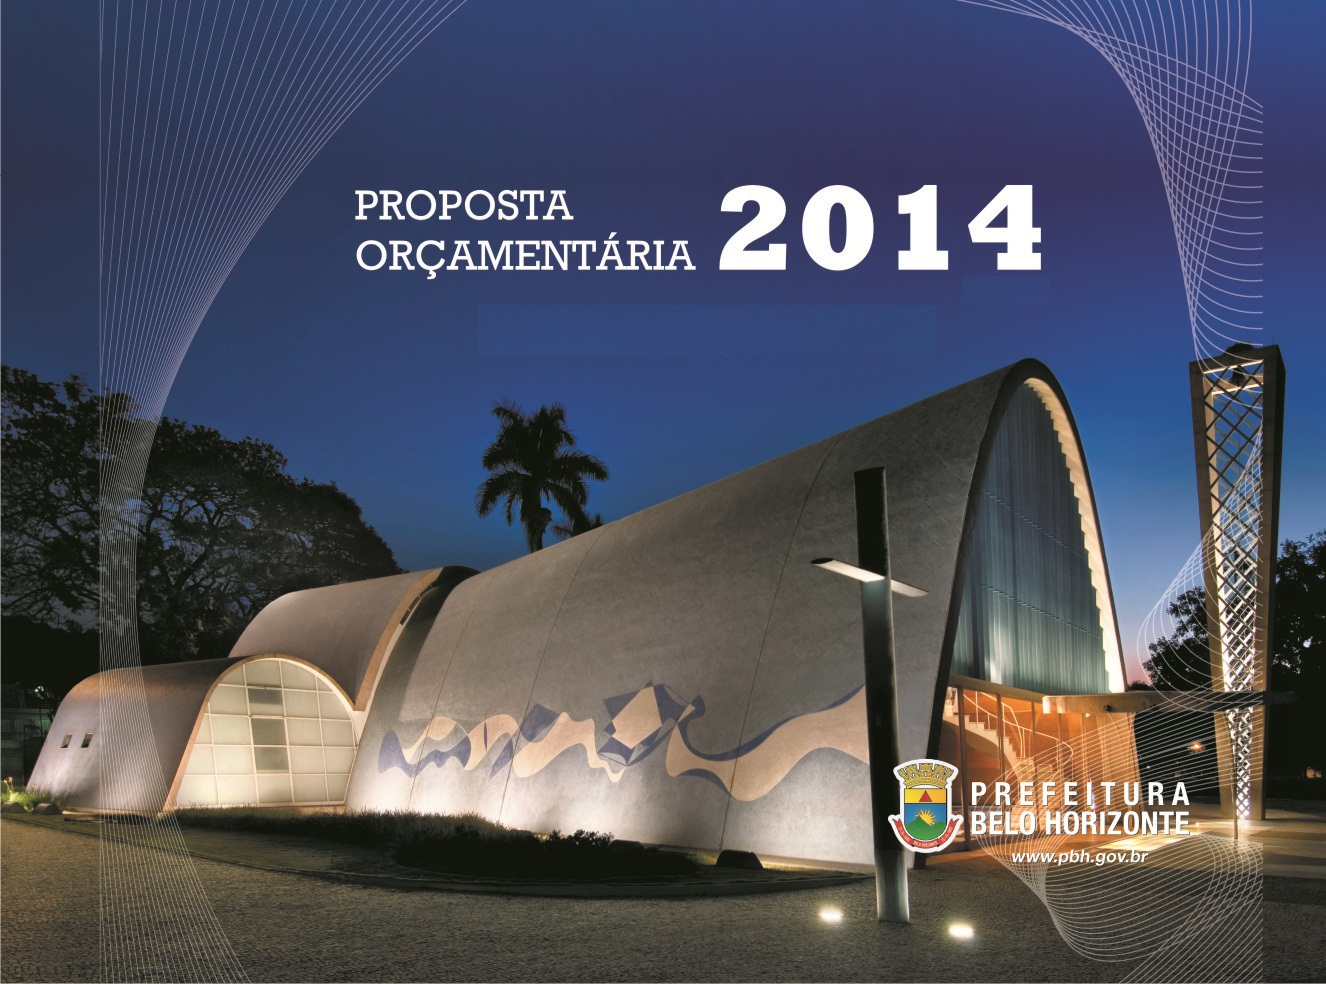 PROPOSTA
ORÇAMENTÁRIA 2014
PREFEITURA
BELO HORIZONTE
www.pbh.gov.br